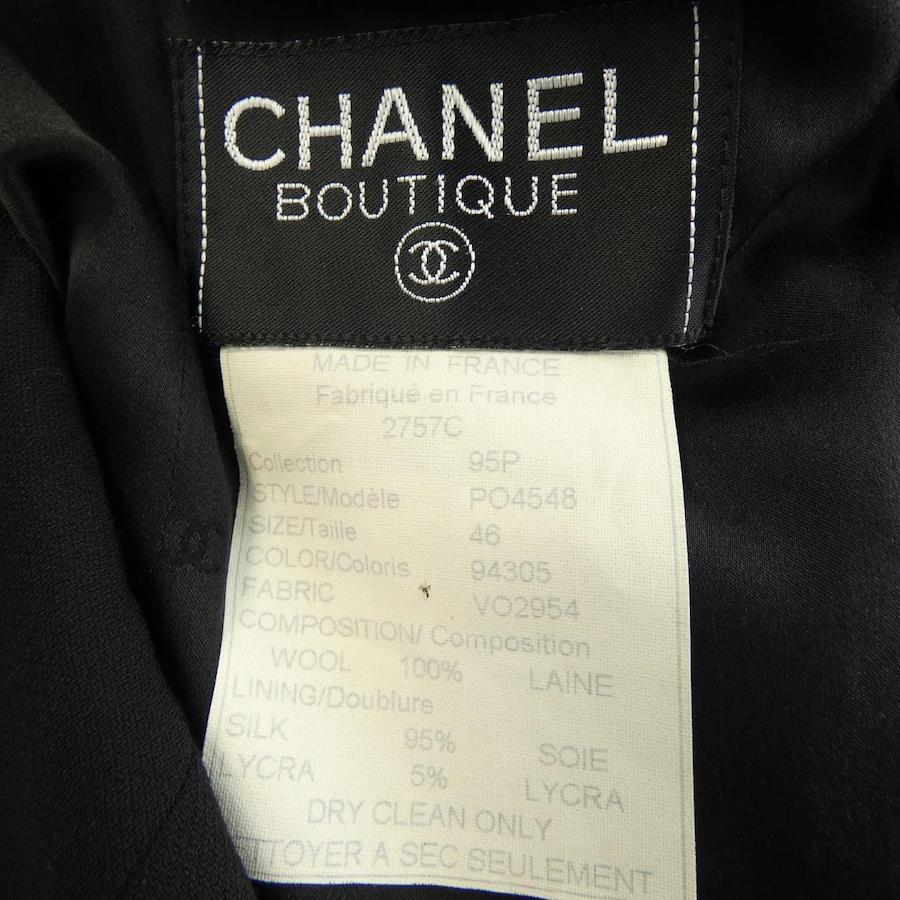 CHANEL
BOUTIQUE
MADE IN FRANCE
Fabriqué en France
2757C
Collection 95P
STYLE/Modèle PO4548
SIZE/Taille 46
COLOR/Coloris 94305
FABRIC VO2954
COMPOSITION/ Composition
WOOL 100% LAINE
LINING/Doublure
SILK 95% SOIE
LYCRA 5% LYCRA
DRY CLEAN ONLY
TTOYER A SEC SEULEMENT